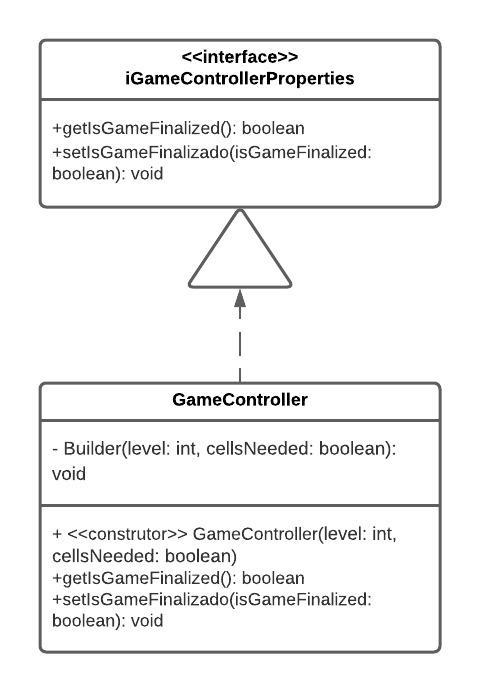 <<interface>>
iGameControllerProperties
+getIsGameFinalized(): boolean
+setIsGameFinalizado(isGameFinalized:
boolean): void
GameController
- Builder(level: int, cellsNeeded: boolean):
void
+ <<construtor>> GameController(level: int,
cellsNeeded: boolean)
+getIsGameFinalized(): boolean
+setIsGameFinalizado(isGameFinalized:
boolean): void